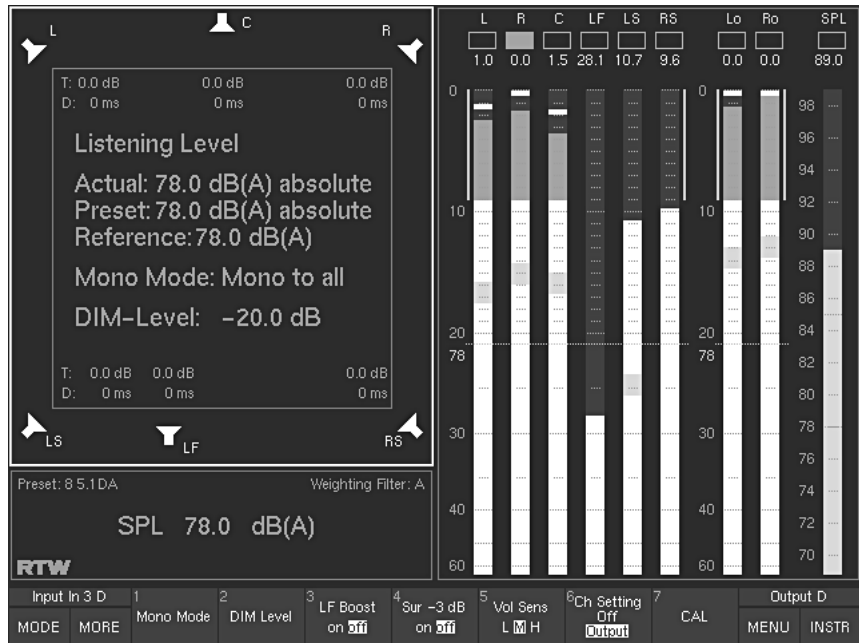 L C R
T: 0.0 dB 0.0 dB 0.0 dB
D: 0 ms 0 ms 0 ms
Listening Level
Actual: 78.0 dB(A) absolute
Preset: 78.0 dB(A) absolute
Reference: 78.0 dB(A)
Mono Mode: Mono to all
DIM-Level: -20.0 dB
T: 0.0 dB 0.0 dB 0.0 dB
D: 0 ms 0 ms 0 ms
LS LF RS
Preset: 8 5.1DA Weighting Filter: A
SPL 78.0 dB(A)
RTW
L R C LF LS RS Lo Ro SPL
1.0 0.0 1.5 28.1 10.7 9.6 0.0 0.0 89.0
0 0
10 10
20 20
78 78
30 30
40 40
60 60
98
96
94
92
90
88
86
84
82
80
78
76
74
72
70
Input In 3 D
MODE MORE
1 Mono Mode
2 DIM Level
3 LF Boost
on off
4 Sur -3 dB
on off
5 Vol Sens
L M H
6 Ch Setting
Off
Output
7 CAL
Output D
MENU INSTR